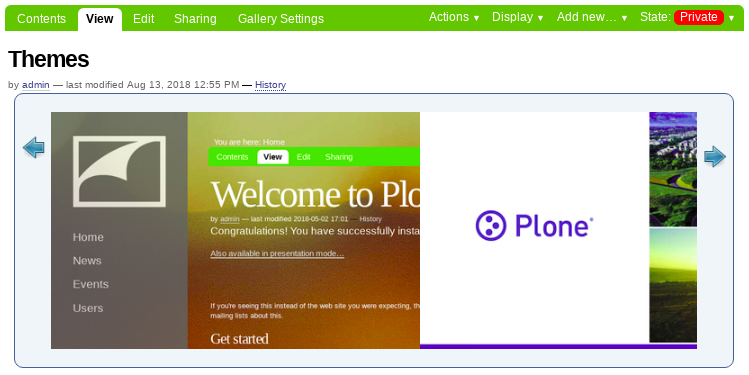 Contents View Edit Sharing Gallery Settings Actions ▼ Display ▼ Add new… ▼ State: Private ▼
Themes
by admin — last modified Aug 13, 2018 12:55 PM — History
You are here: Home
Contents View Edit Sharing
Welcome to Plo
by admin — last modified 2018-05-02 17:01 — History
Congratulations! You have successfully insta
Also available in presentation mode…
Home
News
Events
Users
If you're seeing this instead of the web site you were expecting, th
mailing lists about this.
Get started
Plone®